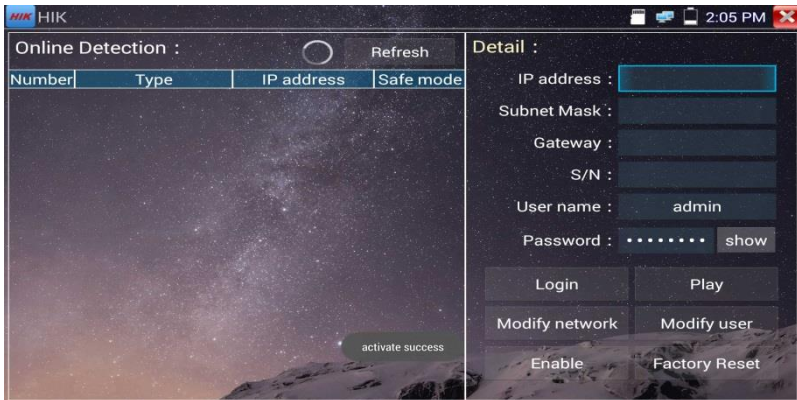 HIK HIK 2:05 PM
Online Detection : Refresh
Number Type IP address Safe mode
activate success
Detail :
IP address :
Subnet Mask :
Gateway :
S/N :
User name : admin
Password : •••••••• show
Login Play
Modify network Modify user
Enable Factory Reset